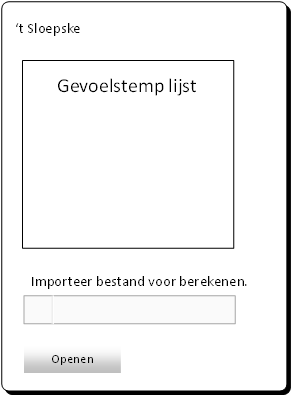 ‘t Sloepske
Gevoelstemp lijst
Importeer bestand voor berekenen.
Openen